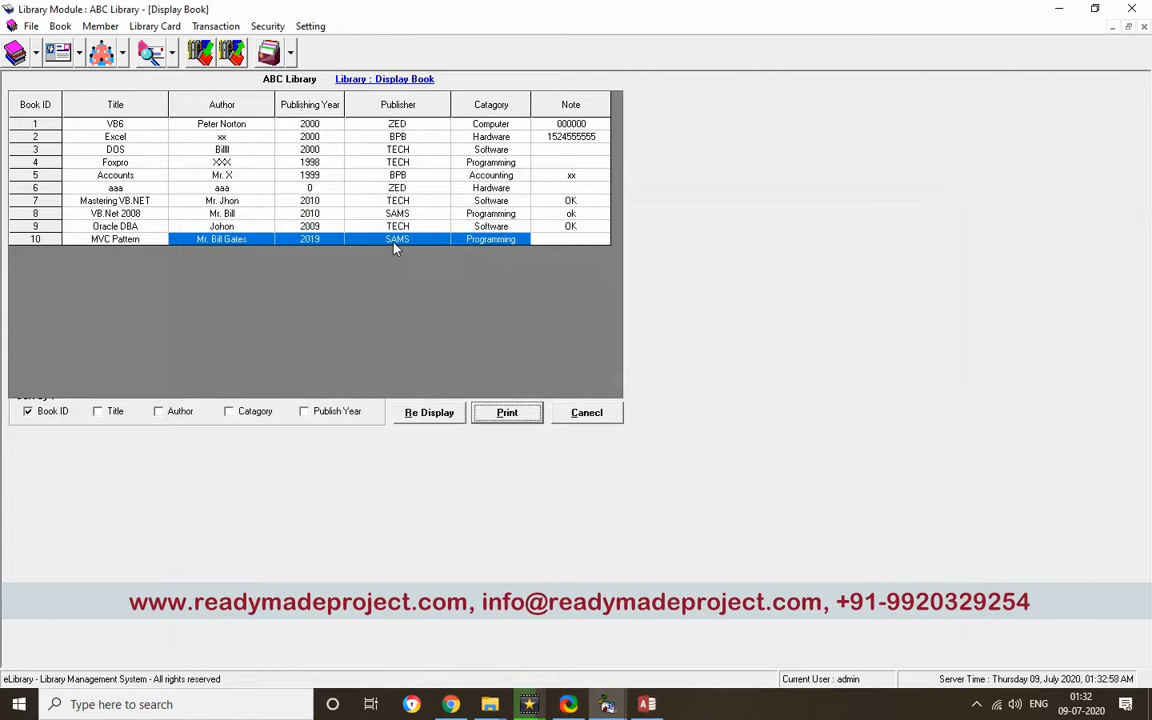 Library Module : ABC Library - [Display Book]
File Book Member Library Card Transaction Security Setting
ABC Library Library : Display Book
Book ID Title Author Publishing Year Publisher Catagory Note
1 VB6 Peter Norton 2000 ZED Computer 000000
2 Excel xx 2000 BPB Hardware 1524555555
3 DOS Billll 2000 TECH Software
4 Foxpro XXX 1998 TECH Programming
5 Accounts Mr. X 1999 BPB Accounting xx
6 aaa aaa 0 ZED Hardware
7 Mastering VB.NET Mr. Jhon 2010 TECH Software OK
8 VB.Net 2008 Mr. Bill 2010 SAMS Programming ok
9 Oracle DBA Johon 2009 TECH Software OK
10 MVC Pattern Mr. Bill Gates 2019 SAMS Programming
Book ID Title Author Catagory Publish Year Re Display Print Canecl
www.readymadeproject.com, info@readymadeproject.com, +91-9920329254
eLibrary - Library Management System - All rights reserved Current User : admin Server Time : Thursday 09, July 2020, 01:32:58 AM
Type here to search ENG 01:32
09-07-2020